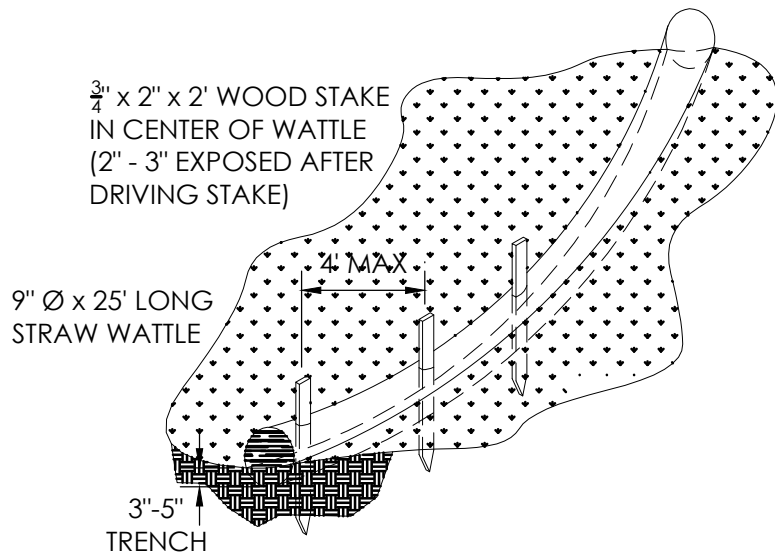 ¾" x 2" x 2' WOOD STAKE
IN CENTER OF WATTLE
(2" - 3" EXPOSED AFTER
DRIVING STAKE)
4' MAX
9" Ø x 25' LONG
STRAW WATTLE
3"-5"
TRENCH